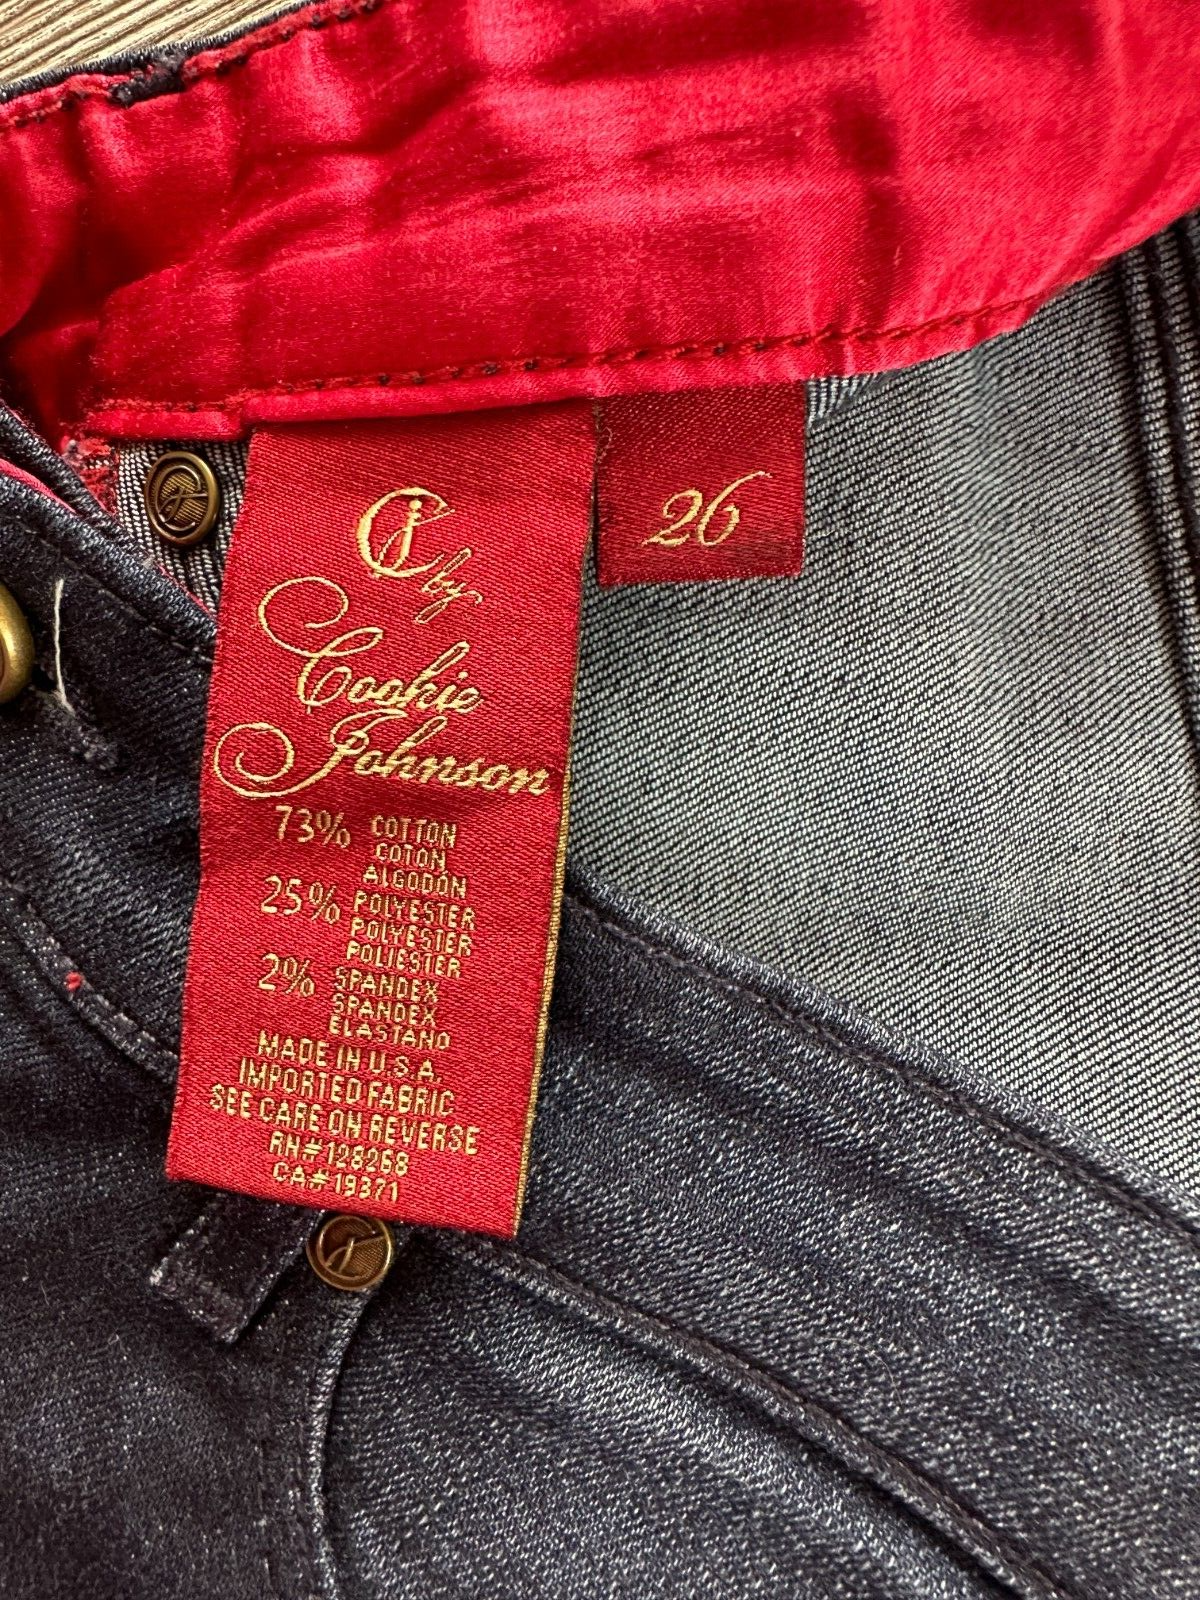 CJ by
26
Cookie
Johnson
73% COTTON
COTON
ALGODÓN
25% POLYESTER
POLYESTER
POLIESTER
2% SPANDEX
SPANDEX
ELASTANO
MADE IN U.S.A.
IMPORTED FABRIC
SEE CARE ON REVERSE
RN#128268
CA#19371